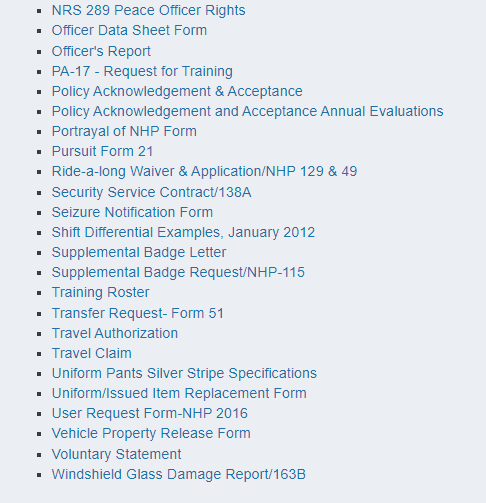 NRS 289 Peace Officer Rights
Officer Data Sheet Form
Officer's Report
PA-17 - Request for Training
Policy Acknowledgement & Acceptance
Policy Acknowledgement and Acceptance Annual Evaluations
Portrayal of NHP Form
Pursuit Form 21
Ride-a-long Waiver & Application/NHP 129 & 49
Security Service Contract/138A
Seizure Notification Form
Shift Differential Examples, January 2012
Supplemental Badge Letter
Supplemental Badge Request/NHP-115
Training Roster
Transfer Request- Form 51
Travel Authorization
Travel Claim
Uniform Pants Silver Stripe Specifications
Uniform/Issued Item Replacement Form
User Request Form-NHP 2016
Vehicle Property Release Form
Voluntary Statement
Windshield Glass Damage Report/163B